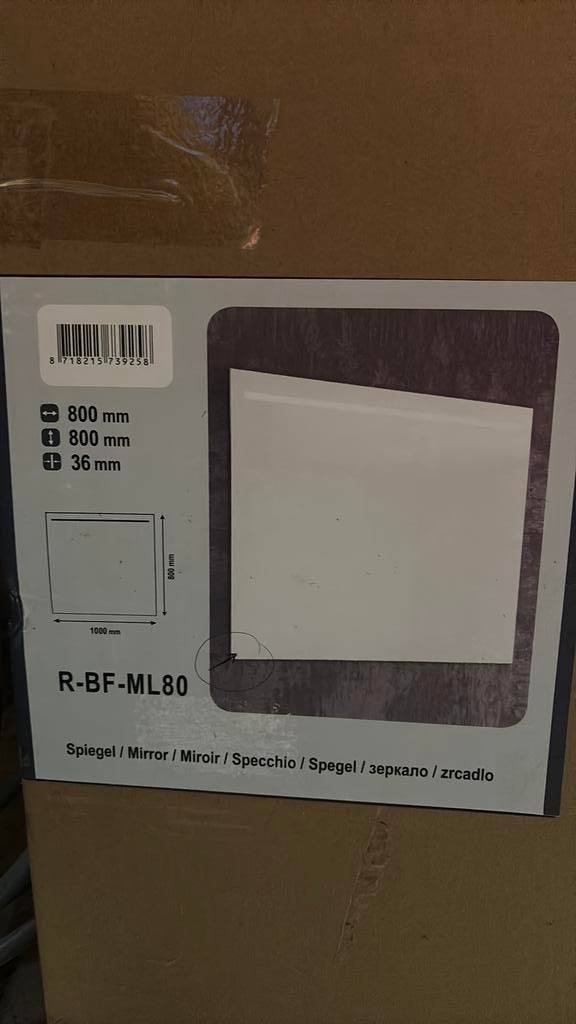 8 718215 739258
800 mm
800 mm
36 mm
800 mm
1000 mm
R-BF-ML80
Spiegel / Mirror / Miroir / Specchio / Spegel / зеркало / zrcadlo